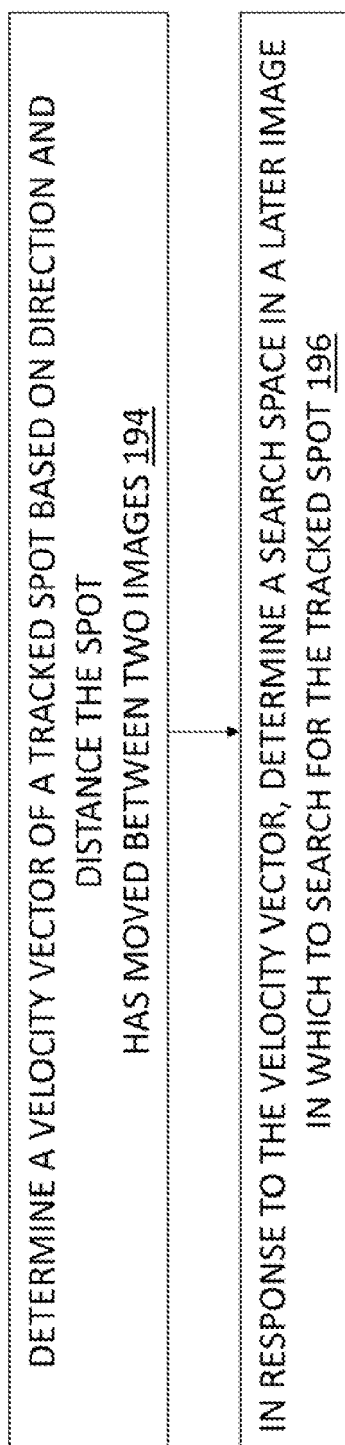 DETERMINE A VELOCITY VECTOR OF A TRACKED SPOT BASED ON DIRECTION AND
DISTANCE THE SPOT
HAS MOVED BETWEEN TWO IMAGES 194
IN RESPONSE TO THE VELOCITY VECTOR, DETERMINE A SEARCH SPACE IN A LATER IMAGE
IN WHICH TO SEARCH FOR THE TRACKED SPOT 196